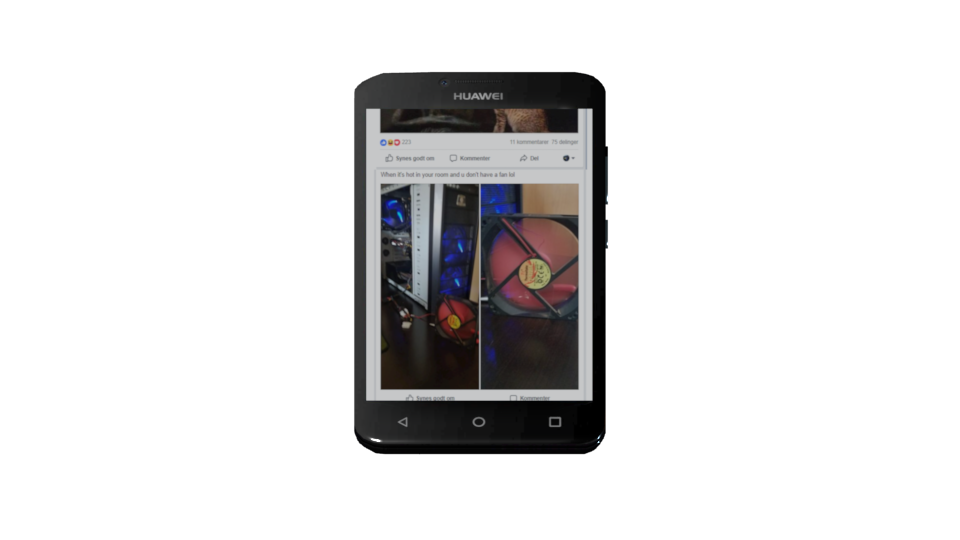 HUAWEI
223
11 kommentarer 75 delinger
Synes godt om
Kommenter
Del
When it's hot in your room and u don't have a fan lol
Synes godt om
Kommenter